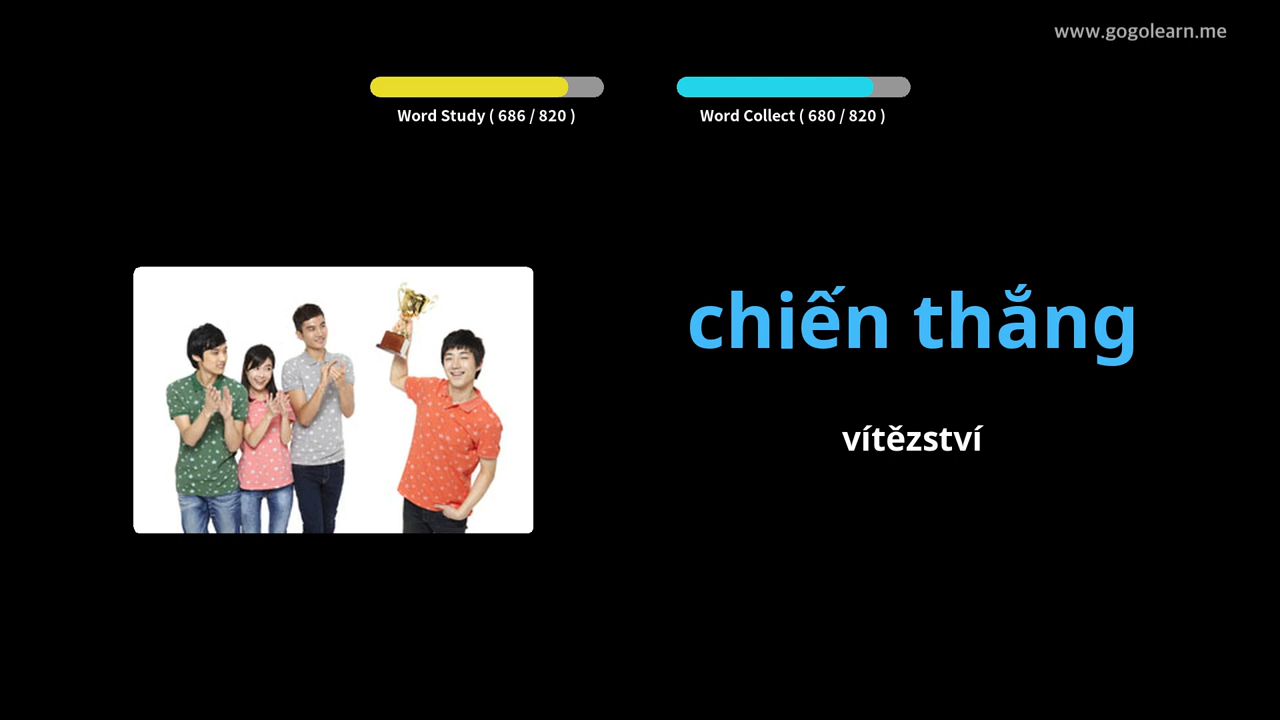 www.gogolearn.me
Word Study ( 686 / 820 )
Word Collect ( 680 / 820 )
chiến thắng
vítězství